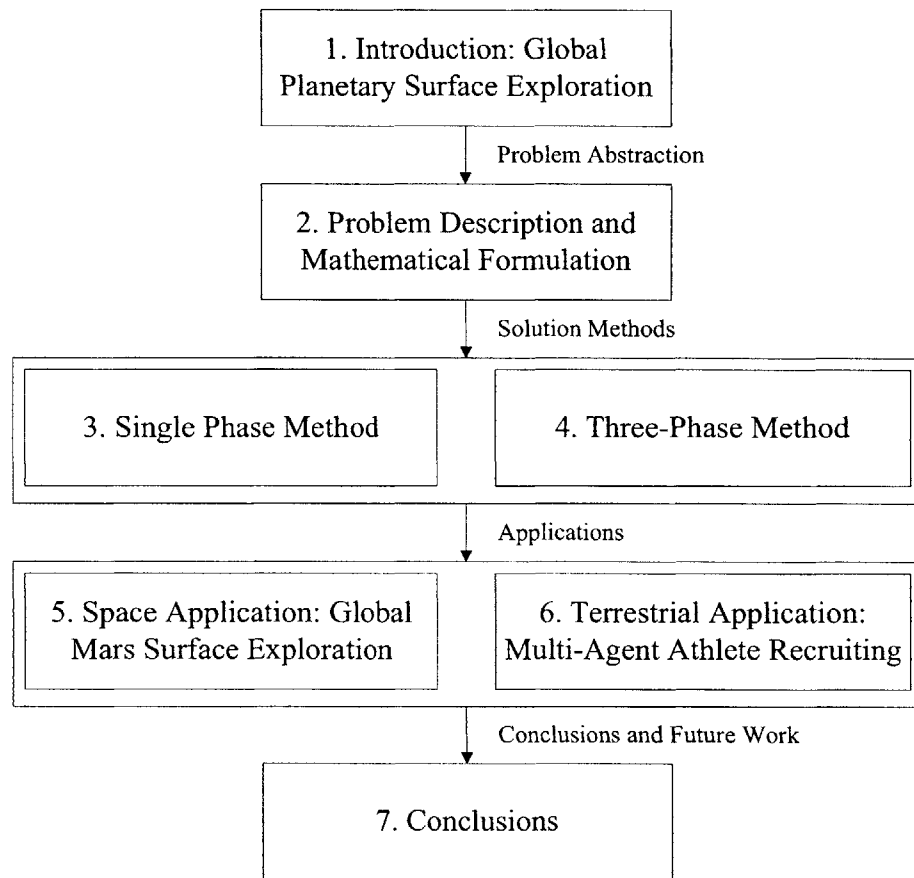 1. Introduction: Global
Planetary Surface Exploration
Problem Abstraction
2. Problem Description and
Mathematical Formulation
Solution Methods
3. Single Phase Method
4. Three-Phase Method
Applications
5. Space Application: Global
Mars Surface Exploration
6. Terrestrial Application:
Multi-Agent Athlete Recruiting
Conclusions and Future Work
7. Conclusions